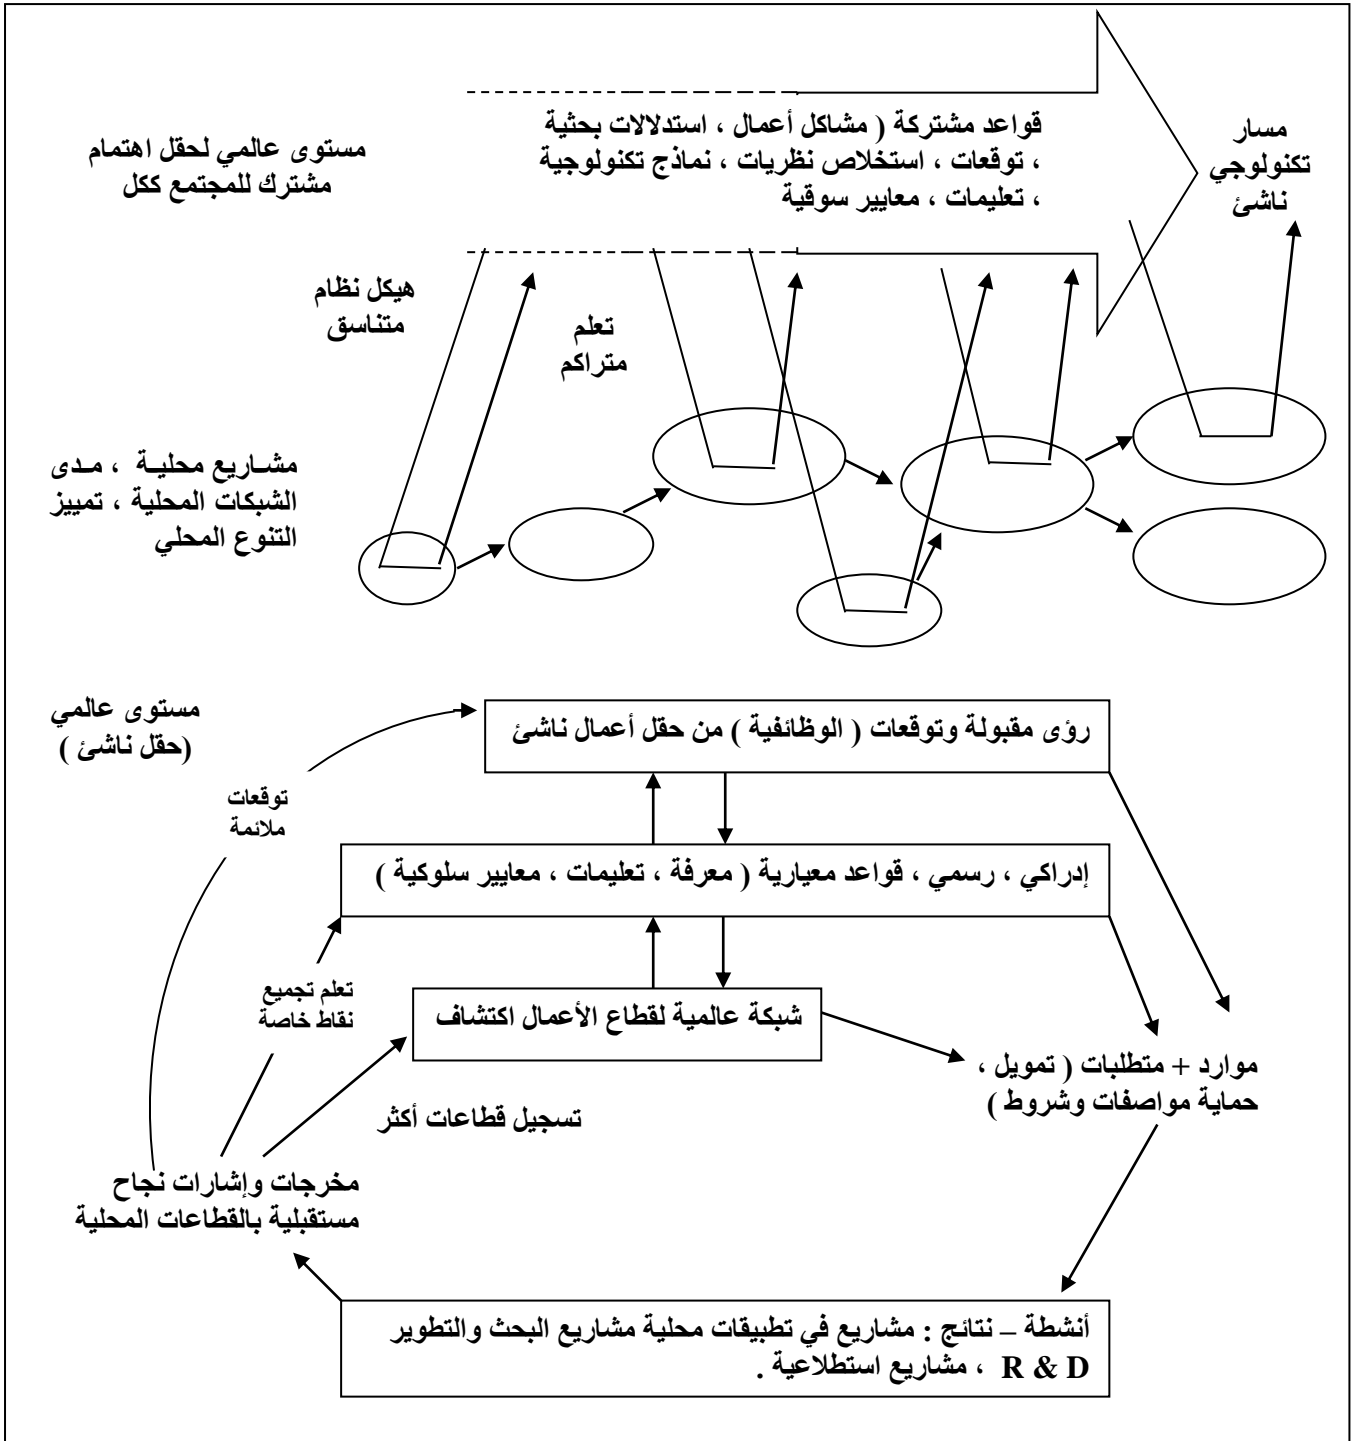 قواعد مشتركة ( مشاكل أعمال ، استدلالات بحثية
، توقعات ، استخلاص نظريات ، نماذج تكنولوجية
، تعليمات ، معايير سوقية
مسار
تكنولوجي
ناشئ
مستوى عالمي لحقل اهتمام
مشترك للمجتمع ككل
هيكل نظام
متناسق
تعلم
متراكم
مشاريع محلية ، مدى
الشبكات المحلية ، تمييز
التنوع المحلي
مستوى عالمي
(حقل ناشئ )
رؤى مقبولة وتوقعات ( الوظائفية ) من حقل أعمال ناشئ
توقعات
ملائمة
إدراكي ، رسمي ، قواعد معيارية ( معرفة ، تعليمات ، معايير سلوكية )
تعلم تجميع
نقاط خاصة
شبكة عالمية لقطاع الأعمال اكتشاف
موارد + متطلبات ( تمويل ،
حماية مواصفات وشروط )
تسجيل قطاعات أكثر
مخرجات وإشارات نجاح
مستقبلية بالقطاعات المحلية
أنشطة – نتائج : مشاريع في تطبيقات محلية مشاريع البحث والتطوير
R & D ، مشاريع استطلاعية .